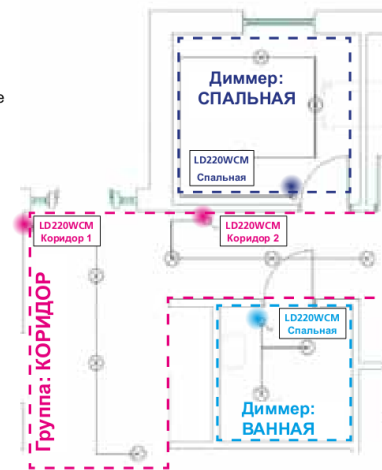 Диммер:
СПАЛЬНАЯ
е
LD220WCM
Спальная
LD220WCM
Коридор 1
LD220WCM
Коридор 2
Группа: КОРИДОР
LD220WCM
Спальная
Диммер:
ВАННАЯ